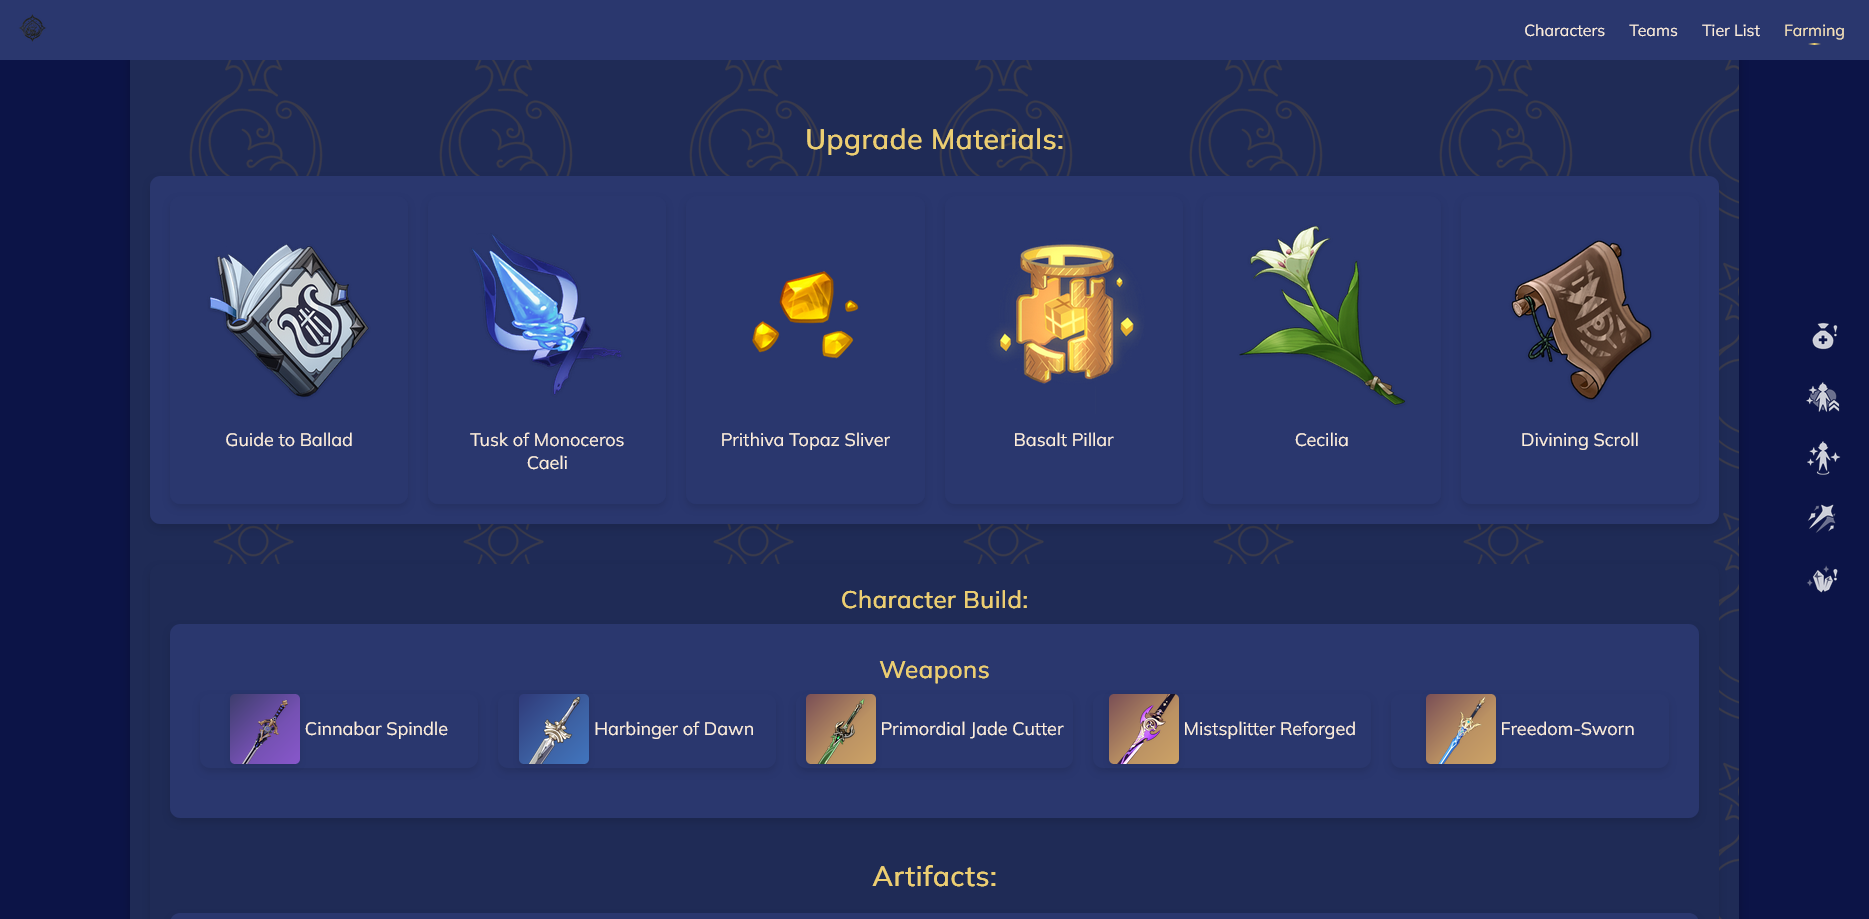 Characters
Teams
Tier List
Farming
Upgrade Materials:
Guide to Ballad
Tusk of Monoceros
Caeli
Prithiva Topaz Sliver
Basalt Pillar
Cecilia
Divining Scroll
Character Build:
Weapons
Cinnabar Spindle
Harbinger of Dawn
Primordial Jade Cutter
Mistsplitter Reforged
Freedom-Sworn
Artifacts: